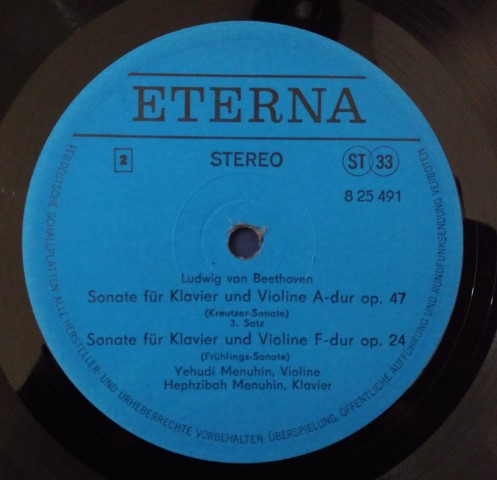 ETERNA
2
STEREO
ST 33
8 25 491
Ludwig van Beethoven
Sonate für Klavier und Violine A-dur op. 47
(Kreutzer-Sonate)
3. Satz
Sonate für Klavier und Violine F-dur op. 24
(Frühlings-Sonate)
Yehudi Menuhin, Violine
Hephzibah Menuhin, Klavier
VEB DEUTSCHE SCHALLPLATTEN · ALLE HERSTELLER UND URHEBERRECHTE VORBEHALTEN: ÜBERSPIELUNG, ÖFFENTLICHE AUFFÜHRUNG UND RUNDFUNKSENDUNG VERBOTEN